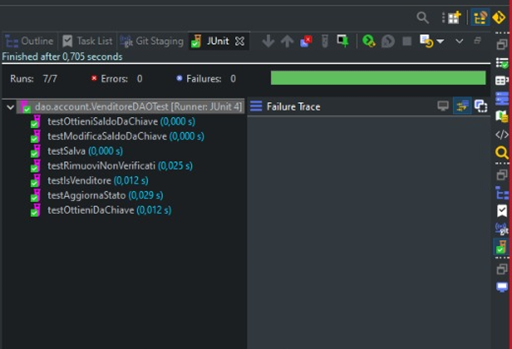 Outline Task List Git Staging JUnit
Finished after 0,705 seconds
Runs: 7/7 Errors: 0 Failures: 0
dao.account.VenditoreDAOTest [Runner: JUnit 4] Failure Trace
testOttieniSaldoDaChiave (0,000 s)
testModificaSaldoDaChiave (0,000 s)
testSalva (0,000 s)
testRimuoviNonVerificati (0,025 s)
testIsVenditore (0,012 s)
testAggiornaStato (0,029 s)
testOttieniDaChiave (0,012 s)